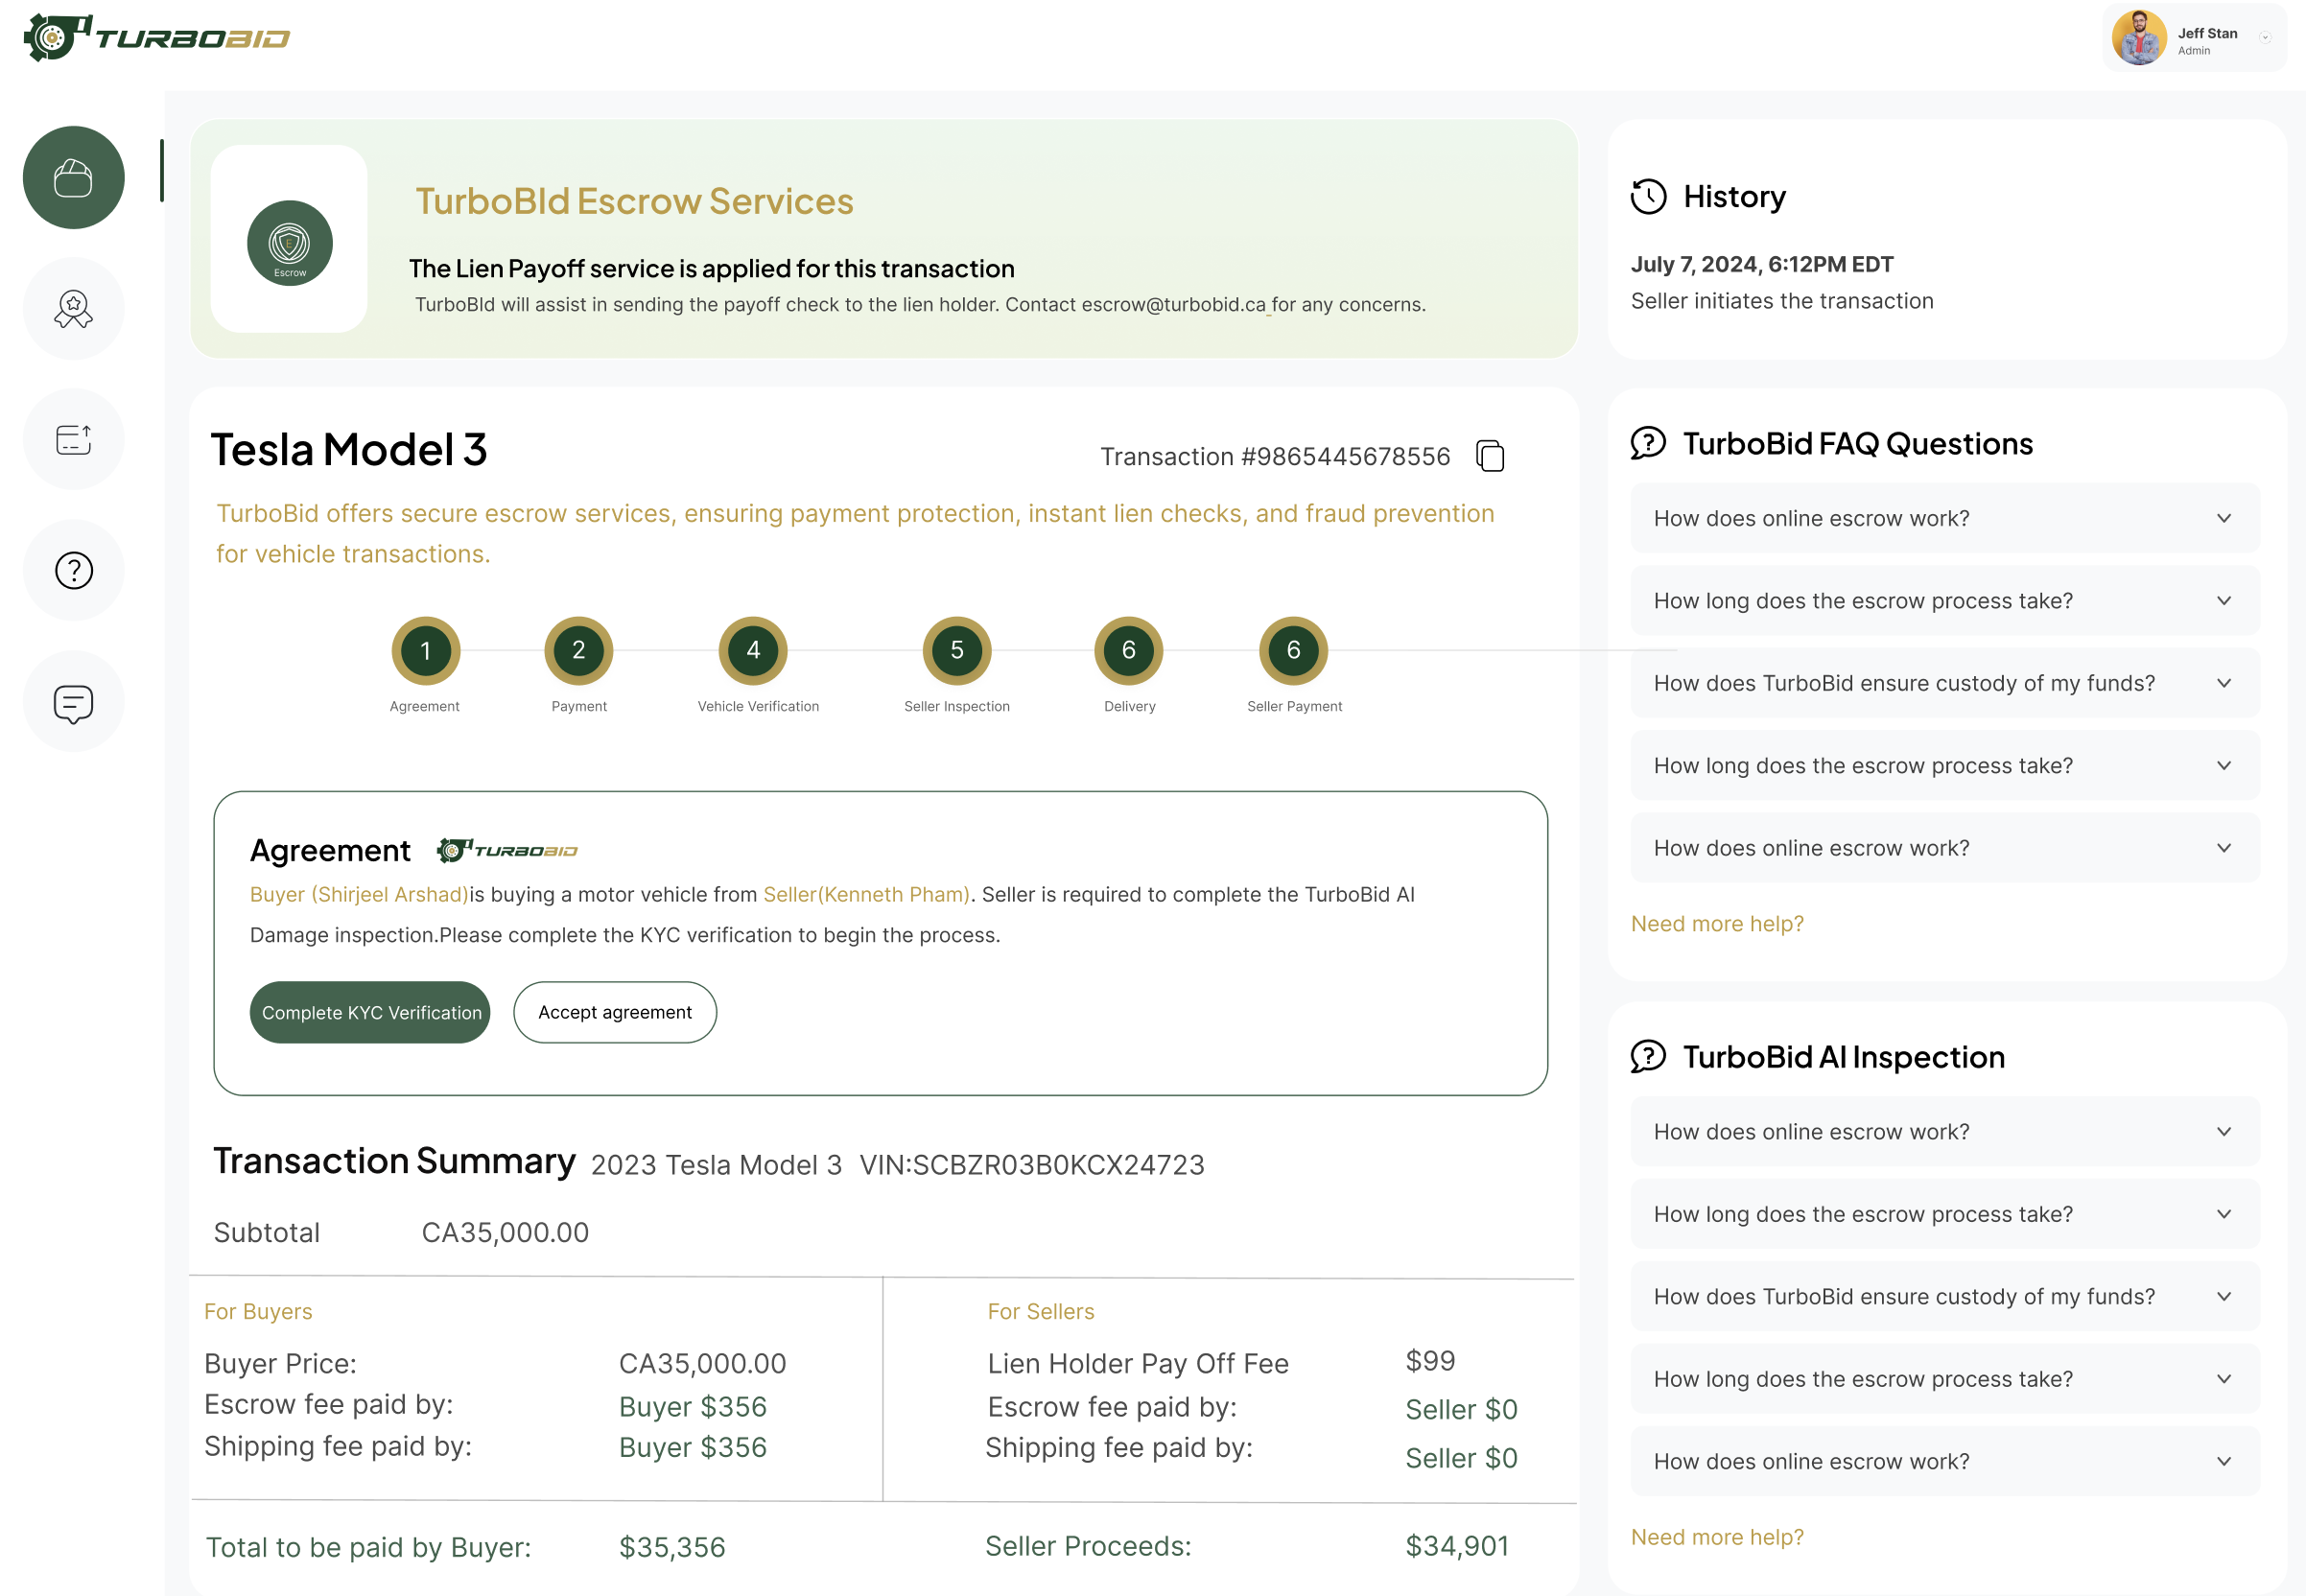 TURBOBID
Jeff Stan
Admin
E
Escrow
TurboBId Escrow Services
The Lien Payoff service is applied for this transaction
TurboBId will assist in sending the payoff check to the lien holder. Contact escrow@turbobid.ca for any concerns.
History
July 7, 2024, 6:12PM EDT
Seller initiates the transaction
Tesla Model 3
Transaction #9865445678556
TurboBid offers secure escrow services, ensuring payment protection, instant lien checks, and fraud prevention
for vehicle transactions.
1
2
4
5
6
6
Agreement
Payment
Vehicle Verification
Seller Inspection
Delivery
Seller Payment
Agreement
TURBOBID
Buyer (Shirjeel Arshad)is buying a motor vehicle from Seller(Kenneth Pham). Seller is required to complete the TurboBid AI
Damage inspection.Please complete the KYC verification to begin the process.
Complete KYC Verification
Accept agreement
Transaction Summary 2023 Tesla Model 3 VIN:SCBZR03B0KCX24723
Subtotal CA35,000.00
For Buyers
Buyer Price: CA35,000.00
Escrow fee paid by: Buyer $356
Shipping fee paid by: Buyer $356
For Sellers
Lien Holder Pay Off Fee $99
Escrow fee paid by: Seller $0
Shipping fee paid by: Seller $0
Total to be paid by Buyer: $35,356
Seller Proceeds: $34,901
TurboBid FAQ Questions
How does online escrow work?
How long does the escrow process take?
How does TurboBid ensure custody of my funds?
How long does the escrow process take?
How does online escrow work?
Need more help?
TurboBid AI Inspection
How does online escrow work?
How long does the escrow process take?
How does TurboBid ensure custody of my funds?
How long does the escrow process take?
How does online escrow work?
Need more help?